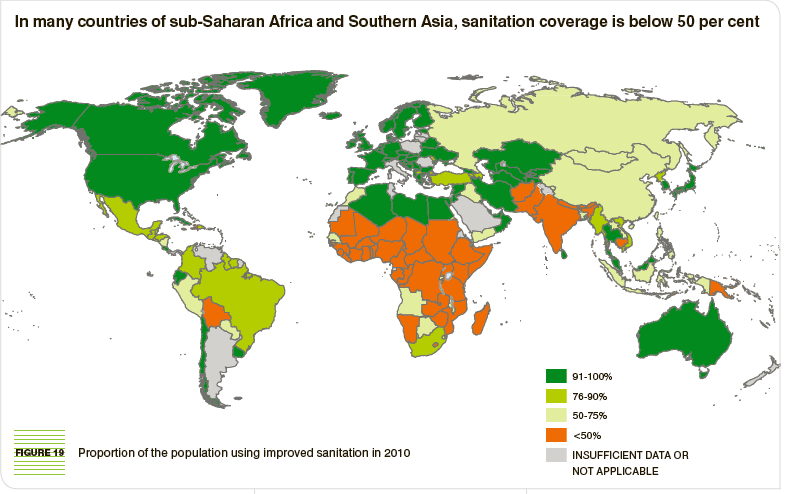 In many countries of sub-Saharan Africa and Southern Asia, sanitation coverage is below 50 per cent
91-100%
76-90%
50-75%
<50%
INSUFFICIENT DATA OR
NOT APPLICABLE
FIGURE 19
Proportion of the population using improved sanitation in 2010